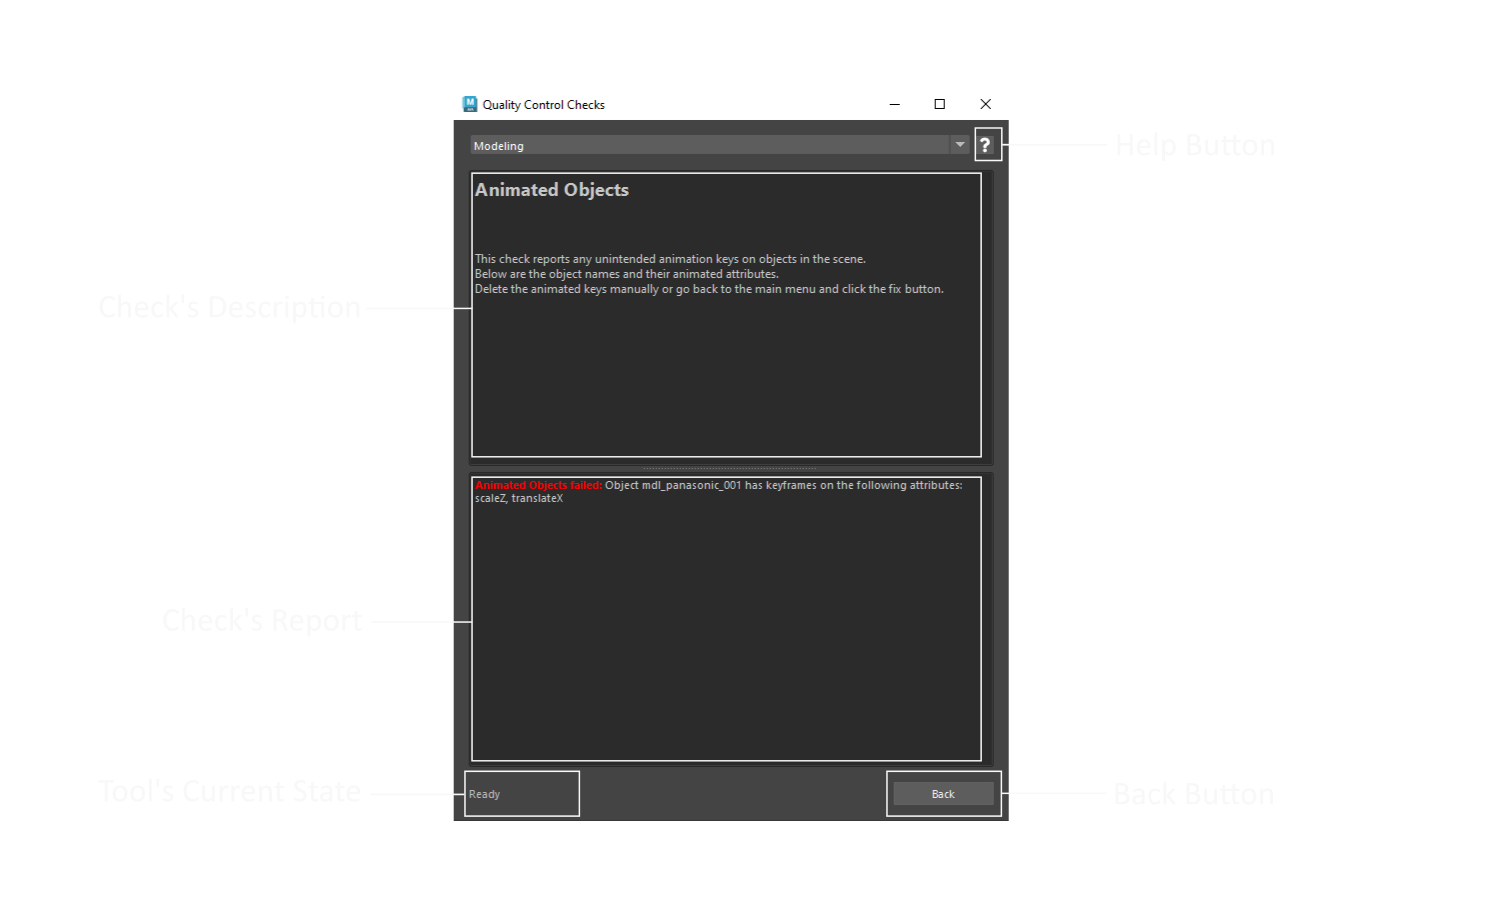 Quality Control Checks
Modeling
?
Help Button
Animated Objects
This check reports any unintended animation keys on objects in the scene.
Below are the object names and their animated attributes.
Delete the animated keys manually or go back to the main menu and click the fix button.
Check's Description
Animated Objects failed: Object mdl_panasonic_001 has keyframes on the following attributes:
scaleZ, translateX
Check's Report
Tool's Current State
Ready
Back
Back Button